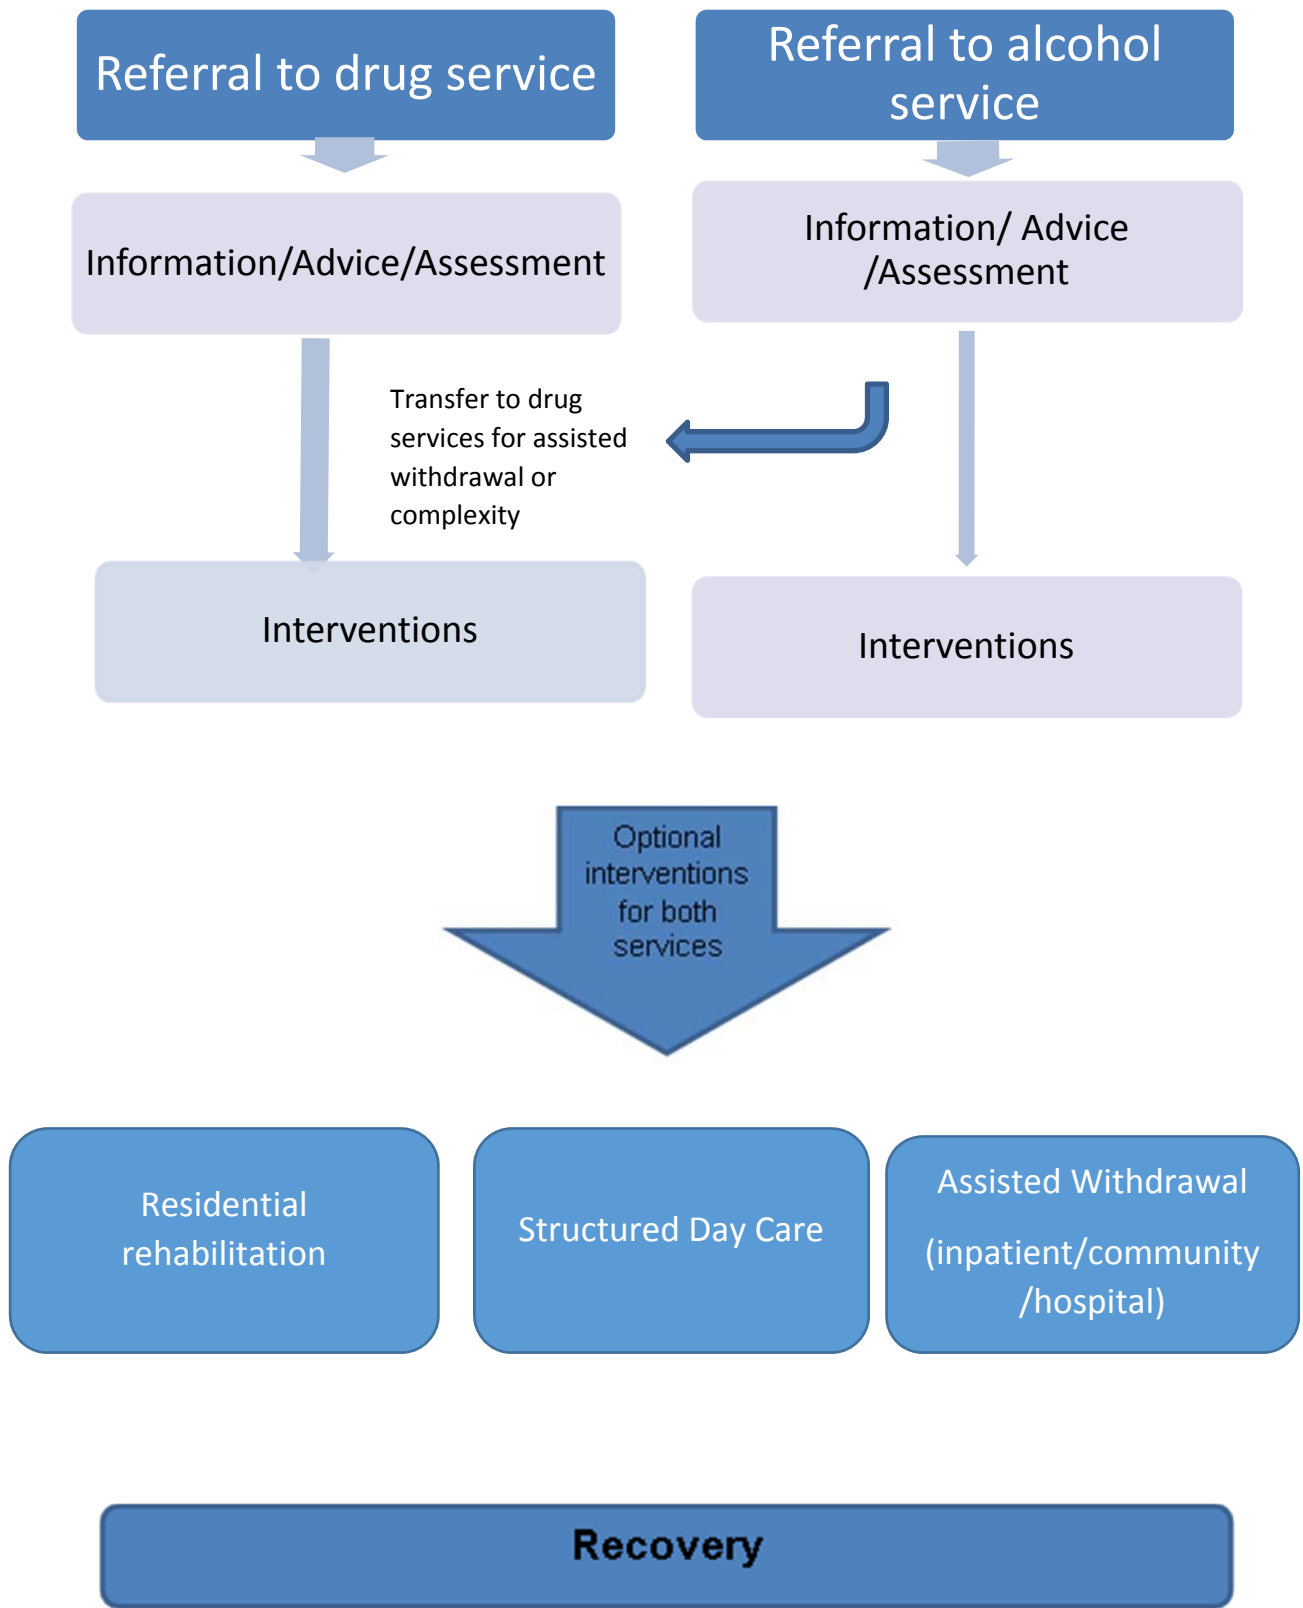 Referral to drug service
Referral to alcohol
service
Information/Advice/Assessment
Information/ Advice
/Assessment
Transfer to drug
services for assisted
withdrawal or
complexity
Interventions
Interventions
Optional
interventions
for both
services
Residential
rehabilitation
Structured Day Care
Assisted Withdrawal
(inpatient/community
/hospital)
Recovery